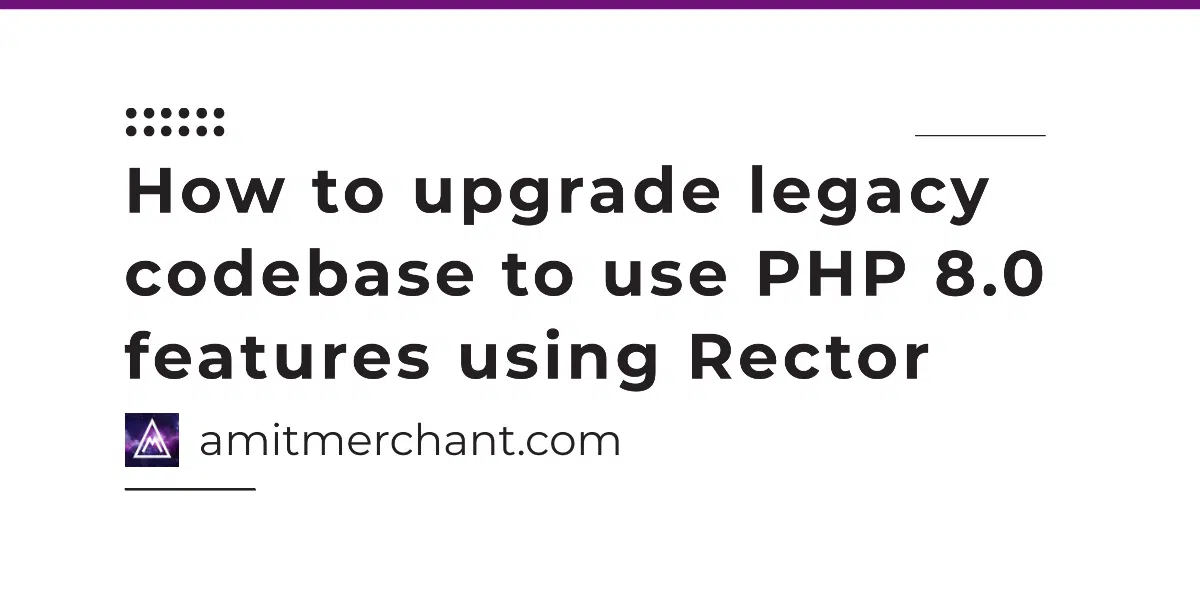 How to upgrade legacy
codebase to use PHP 8.0
features using Rector
amitmerchant.com